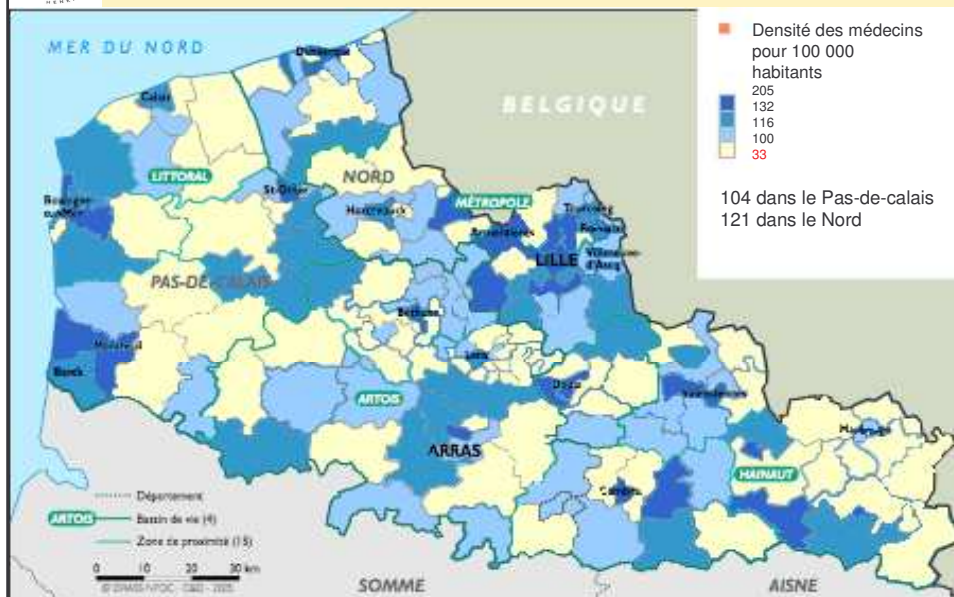 MER DU NORD
Dunkerque
Calais
BELGIQUE
LITTORAL
St-Omer
NORD
Boulogne-
sur-Mer
Hazebrouck
MÉTROPOLE
Tourcoing
Armentières
Roubaix
LILLE
Villeneuve-
d'Ascq
PAS-DE-CALAIS
Béthune
Montreuil
Lens
Berck
Douai
Valenciennes
ARTOIS
Maubeuge
ARRAS
HAINAUT
Cambrai
Département
ARTOIS Bassin de vie (4)
Zone de proximité (15)
0 10 20 30 km
SOMME
AISNE
Densité des médecins
pour 100 000
habitants
205
132
116
100
33
104 dans le Pas-de-calais
121 dans le Nord